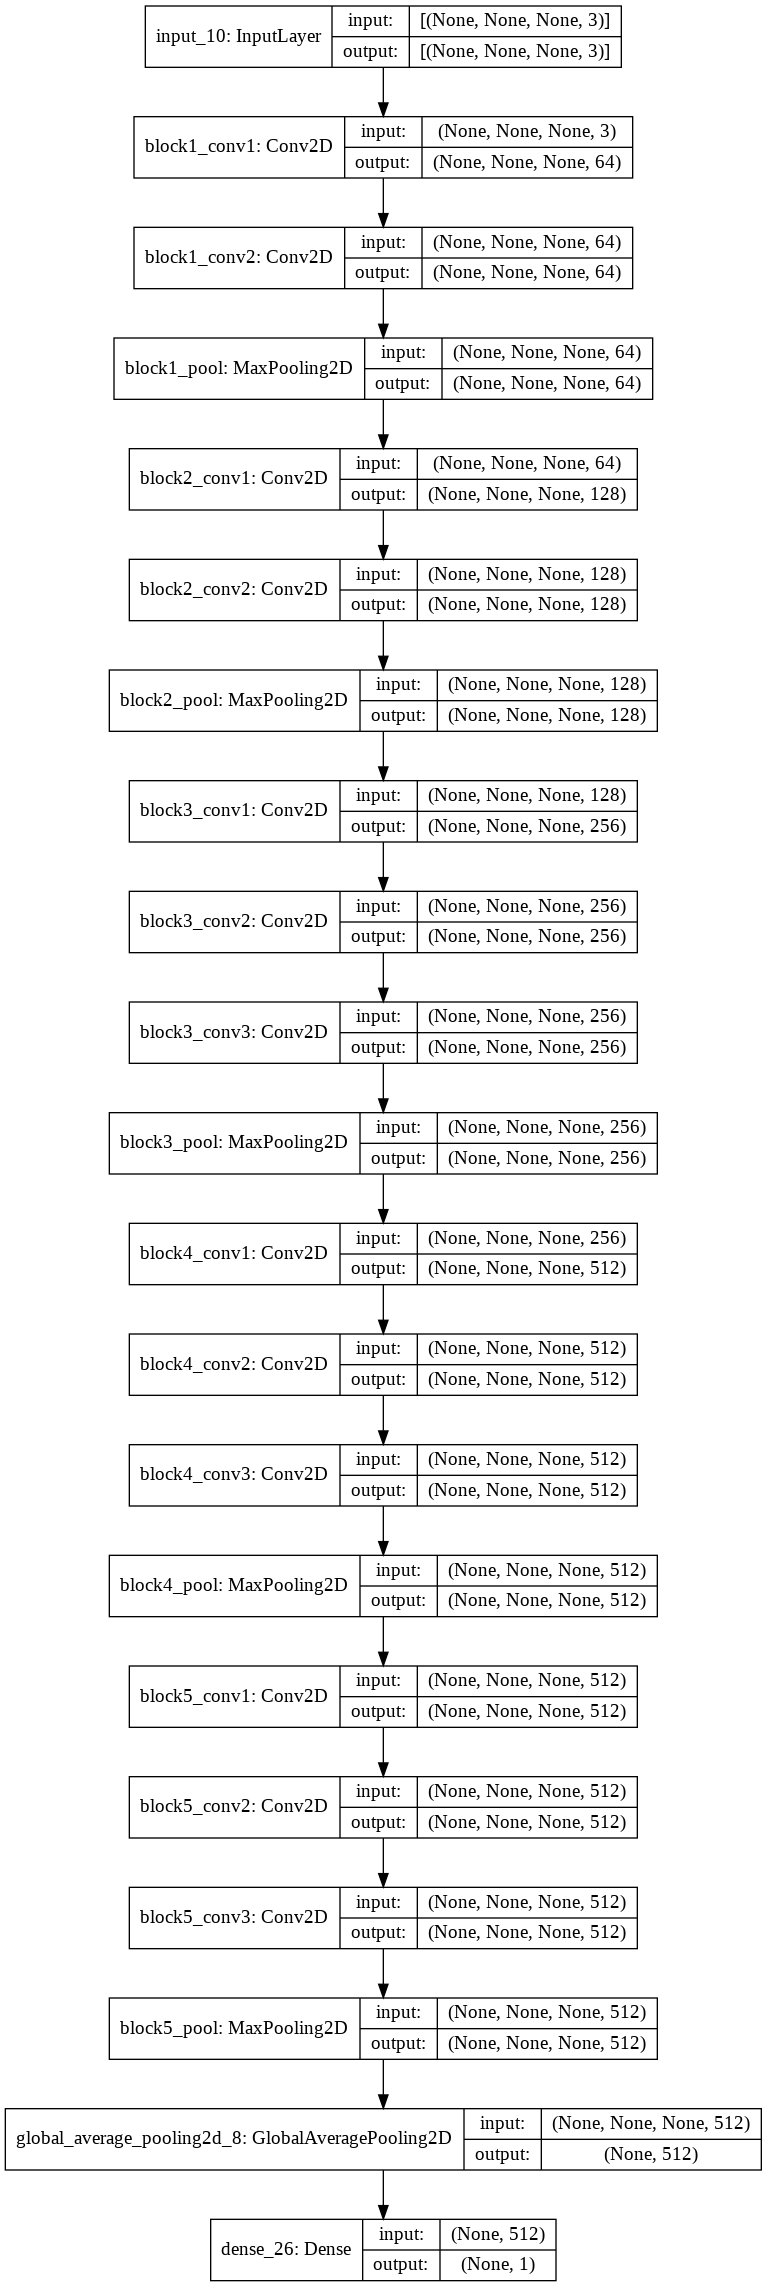 input_10: InputLayer
input: [(None, None, None, 3)]
output: [(None, None, None, 3)]
block1_conv1: Conv2D
input: (None, None, None, 3)
output: (None, None, None, 64)
block1_conv2: Conv2D
input: (None, None, None, 64)
output: (None, None, None, 64)
block1_pool: MaxPooling2D
input: (None, None, None, 64)
output: (None, None, None, 64)
block2_conv1: Conv2D
input: (None, None, None, 64)
output: (None, None, None, 128)
block2_conv2: Conv2D
input: (None, None, None, 128)
output: (None, None, None, 128)
block2_pool: MaxPooling2D
input: (None, None, None, 128)
output: (None, None, None, 128)
block3_conv1: Conv2D
input: (None, None, None, 128)
output: (None, None, None, 256)
block3_conv2: Conv2D
input: (None, None, None, 256)
output: (None, None, None, 256)
block3_conv3: Conv2D
input: (None, None, None, 256)
output: (None, None, None, 256)
block3_pool: MaxPooling2D
input: (None, None, None, 256)
output: (None, None, None, 256)
block4_conv1: Conv2D
input: (None, None, None, 256)
output: (None, None, None, 512)
block4_conv2: Conv2D
input: (None, None, None, 512)
output: (None, None, None, 512)
block4_conv3: Conv2D
input: (None, None, None, 512)
output: (None, None, None, 512)
block4_pool: MaxPooling2D
input: (None, None, None, 512)
output: (None, None, None, 512)
block5_conv1: Conv2D
input: (None, None, None, 512)
output: (None, None, None, 512)
block5_conv2: Conv2D
input: (None, None, None, 512)
output: (None, None, None, 512)
block5_conv3: Conv2D
input: (None, None, None, 512)
output: (None, None, None, 512)
block5_pool: MaxPooling2D
input: (None, None, None, 512)
output: (None, None, None, 512)
global_average_pooling2d_8: GlobalAveragePooling2D
input: (None, None, None, 512)
output: (None, 512)
dense_26: Dense
input: (None, 512)
output: (None, 1)